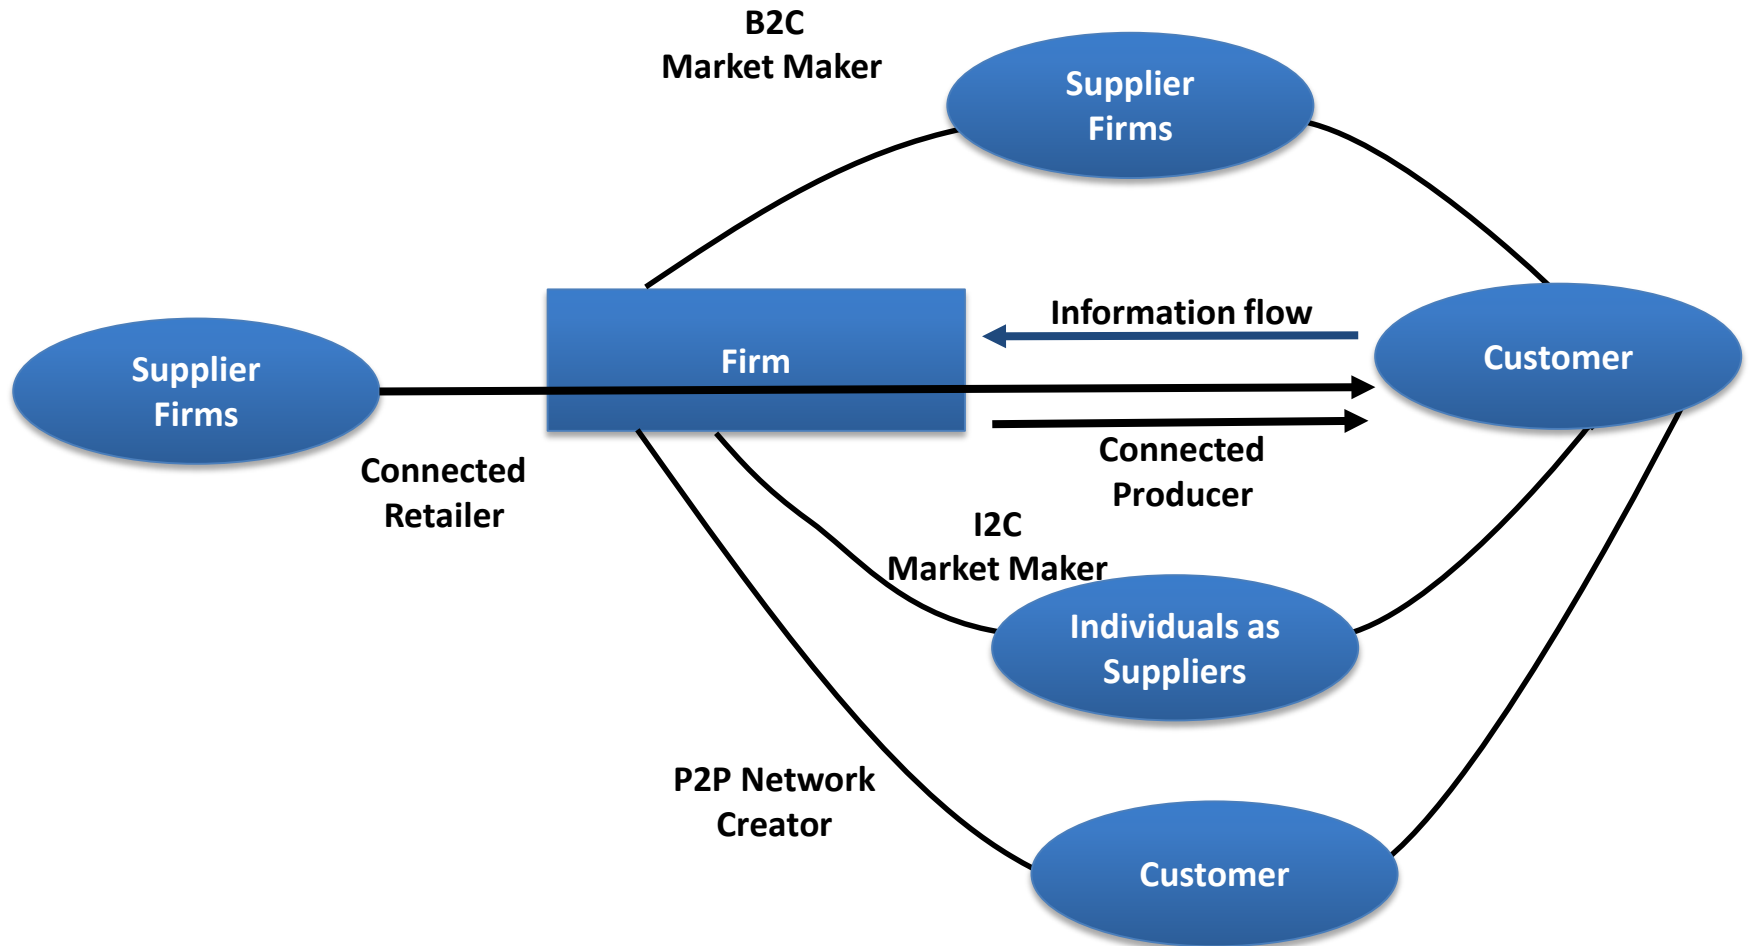 B2C
Market Maker
Supplier
Firms
Information flow
Firm
Customer
Supplier
Firms
Connected
Retailer
Connected
Producer
I2C
Market Maker
Individuals as
Suppliers
P2P Network
Creator
Customer